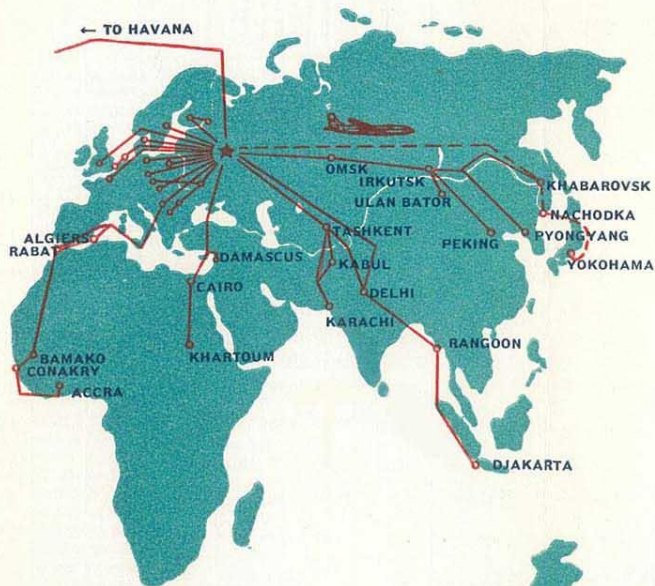 ← TO HAVANA
OMSK
IRKUTSK
ULAN BATOR
KHABAROVSK
NACHODKA
PEKING
PYONGYANG
YOKOHAMA
TASHKENT
KABUL
DELHI
KARACHI
RANGOON
DJAKARTA
ALGIERS
RABAT
DAMASCUS
CAIRO
KHARTOUM
BAMAKO
CONAKRY
ACCRA